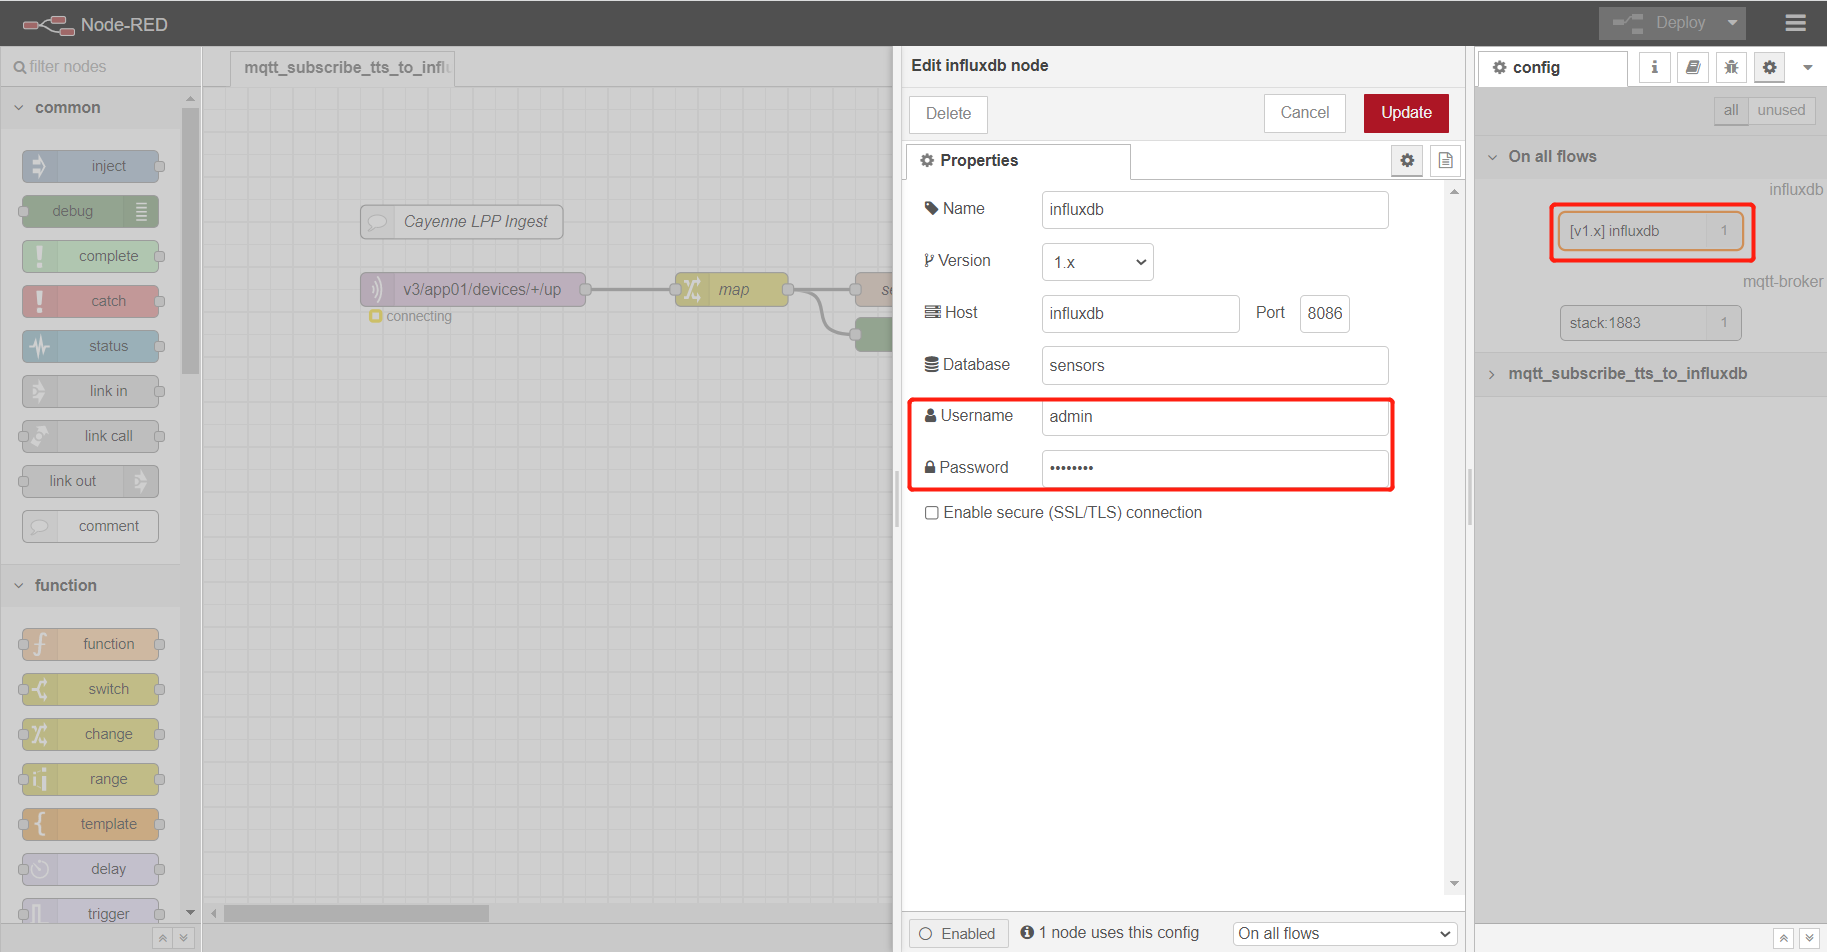 Node-RED
Deploy
filter nodes
common
inject
debug
complete
catch
status
link in
link call
link out
comment
function
function
switch
change
range
template
delay
trigger
mqtt_subscribe_tts_to_infl
Cayenne LPP Ingest
v3/app01/devices/+/up
connecting
map
se
Edit influxdb node
Delete
Cancel
Update
Properties
Name
influxdb
Version
1.x
Host
influxdb
Port
8086
Database
sensors
Username
admin
Password
••••••••
Enable secure (SSL/TLS) connection
Enabled
1 node uses this config
On all flows
config
all
unused
On all flows
influxdb
[v1.x] influxdb
1
mqtt-broker
stack:1883
1
mqtt_subscribe_tts_to_influxdb